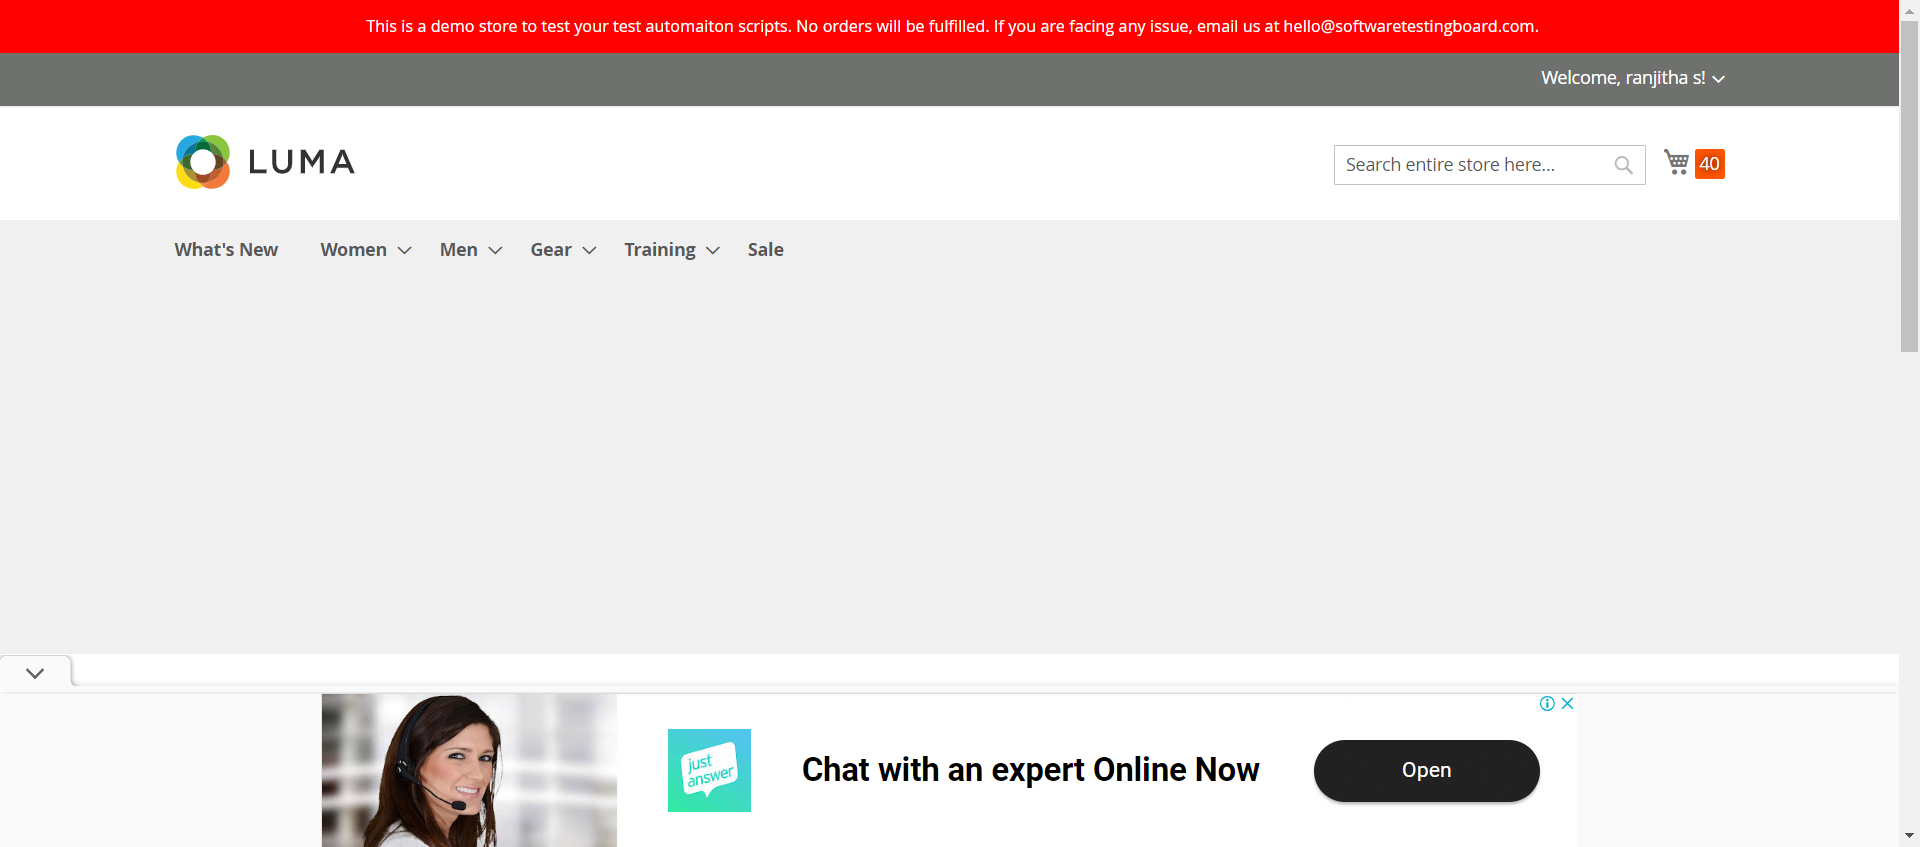 This is a demo store to test your test automaiton scripts. No orders will be fulfilled. If you are facing any issue, email us at hello@softwaretestingboard.com.
Welcome, ranjitha s!
LUMA
Search entire store here...
40
What's New
Women
Men
Gear
Training
Sale
just
answer
Chat with an expert Online Now
Open